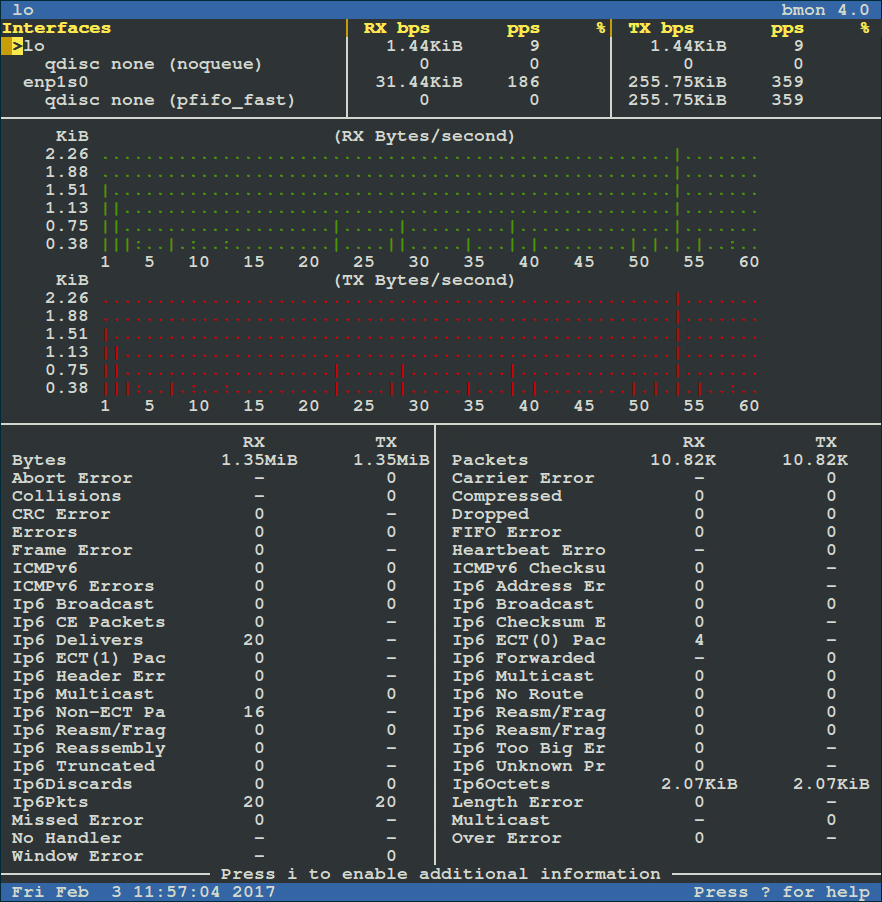 lo bmon 4.0
Interfaces RX bps pps % TX bps pps %
>lo 1.44KiB 9 1.44KiB 9
qdisc none (noqueue) 0 0 0 0
enp1s0 31.44KiB 186 255.75KiB 359
qdisc none (pfifo_fast) 0 0 255.75KiB 359
KiB (RX Bytes/second)
2.26
1.88
1.51
1.13
0.75
0.38
1 5 10 15 20 25 30 35 40 45 50 55 60
KiB (TX Bytes/second)
2.26
1.88
1.51
1.13
0.75
0.38
1 5 10 15 20 25 30 35 40 45 50 55 60
RX TX RX TX
Bytes 1.35MiB 1.35MiB Packets 10.82K 10.82K
Abort Error - 0 Carrier Error - 0
Collisions - 0 Compressed 0 0
CRC Error 0 - Dropped 0 0
Errors 0 0 FIFO Error 0 0
Frame Error 0 - Heartbeat Erro - 0
ICMPv6 0 0 ICMPv6 Checksu 0 -
ICMPv6 Errors 0 0 Ip6 Address Er 0 -
Ip6 Broadcast 0 0 Ip6 Broadcast 0 0
Ip6 CE Packets 0 - Ip6 Checksum E 0 -
Ip6 Delivers 20 - Ip6 ECT(0) Pac 4 -
Ip6 ECT(1) Pac 0 - Ip6 Forwarded - 0
Ip6 Header Err 0 - Ip6 Multicast 0 0
Ip6 Multicast 0 0 Ip6 No Route 0 0
Ip6 Non-ECT Pa 16 - Ip6 Reasm/Frag 0 0
Ip6 Reasm/Frag 0 0 Ip6 Reasm/Frag 0 0
Ip6 Reassembly 0 - Ip6 Too Big Er 0 -
Ip6 Truncated 0 - Ip6 Unknown Pr 0 -
Ip6Discards 0 0 Ip6Octets 2.07KiB 2.07KiB
Ip6Pkts 20 20 Length Error 0 -
Missed Error 0 - Multicast - 0
No Handler - - Over Error 0 -
Window Error - 0
Press i to enable additional information
Fri Feb 3 11:57:04 2017 Press ? for help